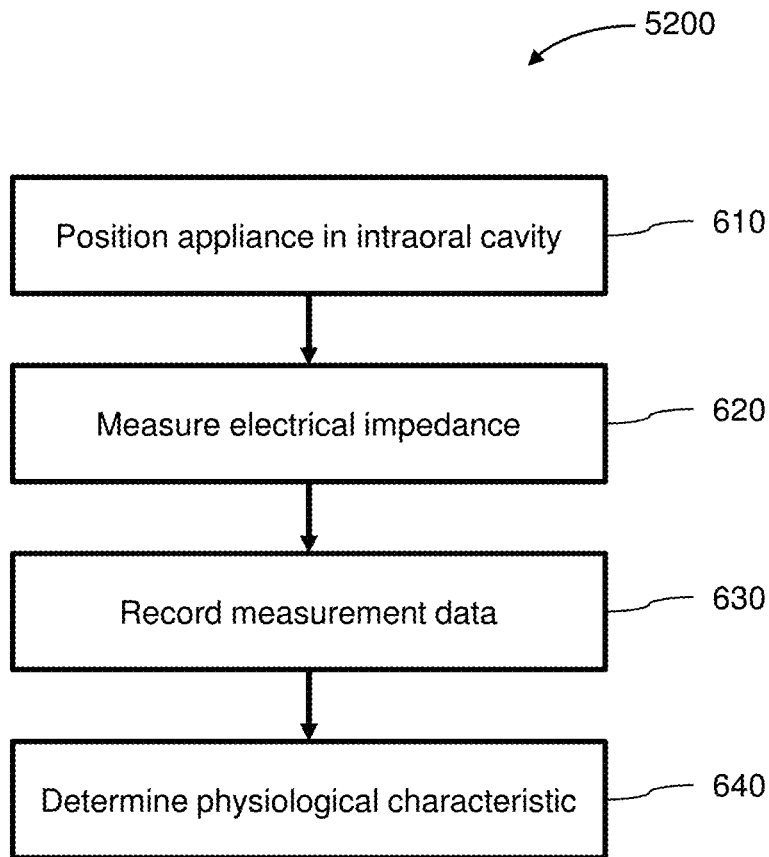 5200
Position appliance in intraoral cavity
610
Measure electrical impedance
620
Record measurement data
630
Determine physiological characteristic
640